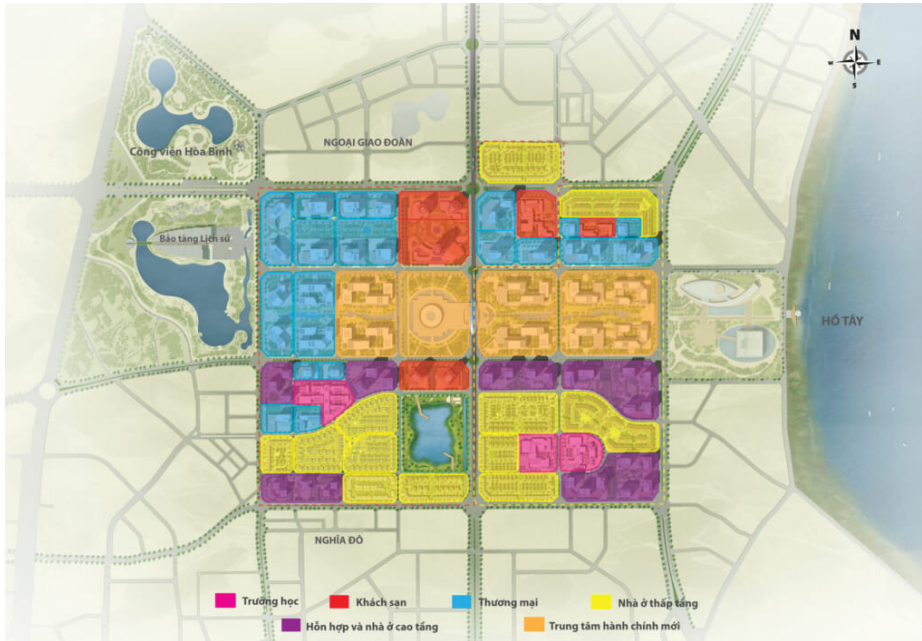 N
W
E
S
NGOẠI GIAO ĐOÀN
Công viên Hòa Bình
Bảo tàng Lịch sử
HỒ TÂY
NGHĨA ĐÔ
Trường học
Khách sạn
Thương mại
Nhà ở thấp tầng
Hỗn hợp và nhà ở cao tầng
Trung tâm hành chính mới